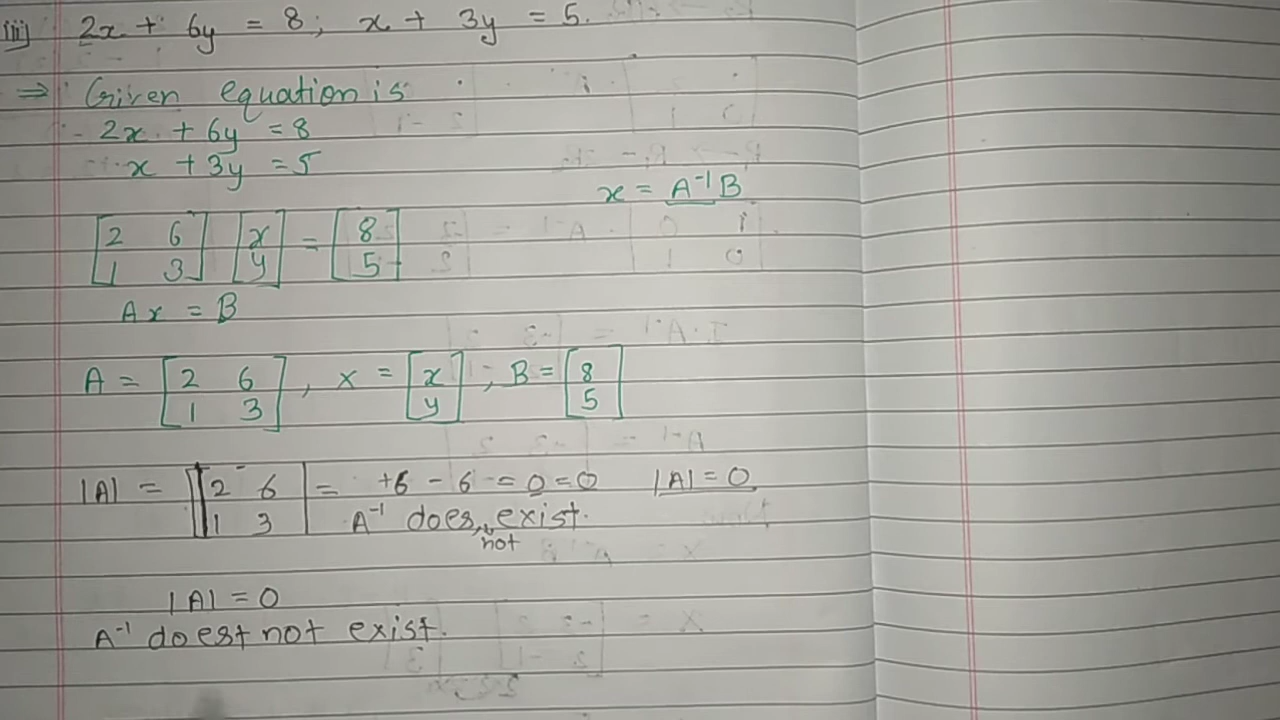 iii) 2x + 6y = 8; x + 3y = 5.
⇒ Given equation is
2x + 6y = 8
x + 3y = 5
x = A⁻¹B
[2 6] [x] = [8]
[1 3] [y] [5]
Ax = B
A = [2 6], X = [x]; B = [8]
[1 3] [y] [5]
|A| = |2 6| = +6 - 6 = 0 = 0 |A| = 0
|1 3| A⁻¹ does not exist.
|A| = 0
A⁻¹ doest not exist.